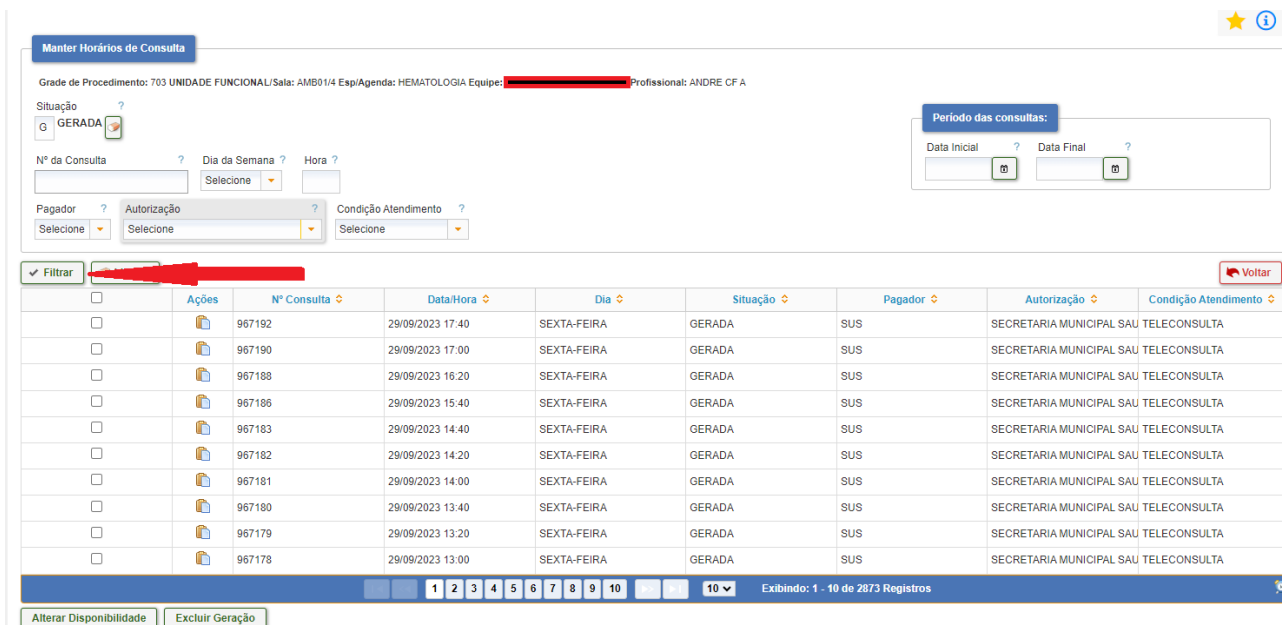 Manter Horários de Consulta
Grade de Procedimento: 703 UNIDADE FUNCIONAL/Sala: AMB01/4 Esp/Agenda: HEMATOLOGIA Equipe: Profissional: ANDRE CF A
Situação ?
G GERADA
Período das consultas:
Data Inicial ? Data Final ?
Nº da Consulta ? Dia da Semana ? Hora ?
Selecione
Pagador ? Autorização ? Condição Atendimento ?
Selecione Selecione Selecione
Filtrar
Voltar
Ações Nº Consulta Data/Hora Dia Situação Pagador Autorização Condição Atendimento
967192 29/09/2023 17:40 SEXTA-FEIRA GERADA SUS SECRETARIA MUNICIPAL SAU TELECONSULTA
967190 29/09/2023 17:00 SEXTA-FEIRA GERADA SUS SECRETARIA MUNICIPAL SAU TELECONSULTA
967188 29/09/2023 16:20 SEXTA-FEIRA GERADA SUS SECRETARIA MUNICIPAL SAU TELECONSULTA
967186 29/09/2023 15:40 SEXTA-FEIRA GERADA SUS SECRETARIA MUNICIPAL SAU TELECONSULTA
967183 29/09/2023 14:40 SEXTA-FEIRA GERADA SUS SECRETARIA MUNICIPAL SAU TELECONSULTA
967182 29/09/2023 14:20 SEXTA-FEIRA GERADA SUS SECRETARIA MUNICIPAL SAU TELECONSULTA
967181 29/09/2023 14:00 SEXTA-FEIRA GERADA SUS SECRETARIA MUNICIPAL SAU TELECONSULTA
967180 29/09/2023 13:40 SEXTA-FEIRA GERADA SUS SECRETARIA MUNICIPAL SAU TELECONSULTA
967179 29/09/2023 13:20 SEXTA-FEIRA GERADA SUS SECRETARIA MUNICIPAL SAU TELECONSULTA
967178 29/09/2023 13:00 SEXTA-FEIRA GERADA SUS SECRETARIA MUNICIPAL SAU TELECONSULTA
1 2 3 4 5 6 7 8 9 10 10 Exibindo: 1 - 10 de 2873 Registros
Alterar Disponibilidade Excluir Geração